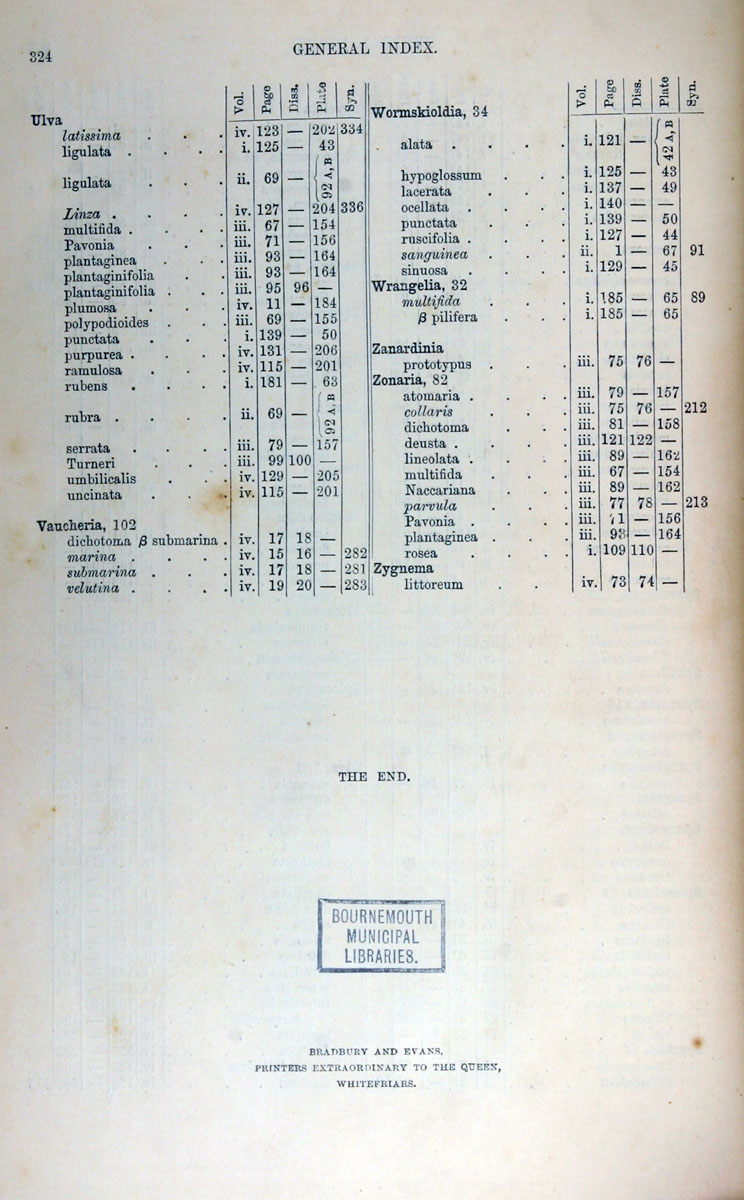 324
GENERAL INDEX.
Vol. Page Diss. Plate Syn.
Ulva
latissima . . . iv. 123 — 202 334
ligulata . . . . i. 125 — 43
ligulata . . . ii. 69 — { 92 A, B
Linza . . . . iv. 127 — 204 336
multifida . . . . iii. 67 — 154
Pavonia . . . iii. 71 — 156
plantaginea . . . iii. 93 — 164
plantaginifolia . . iii. 93 — 164
plantaginifolia . . . iii. 95 96 —
plumosa . . . iv. 11 — 184
polypodioides . . . iii. 69 — 155
punctata . . . i. 139 — 50
purpurea . . . . iv. 131 — 206
ramulosa . . . iv. 115 — 201
rubens . . . . i. 181 — 63
rubra . . . . ii. 69 — { 92 A, B
serrata . . . iii. 79 — 157
Turneri . . . iii. 99 100 —
umbilicalis . . . iv. 129 — 205
uncinata . . . iv. 115 — 201
Vaucheria, 102
dichotoma β submarina . iv. 17 18 —
marina . . . . iv. 15 16 — 282
submarina . . . iv. 17 18 — 281
velutina . . . . iv. 19 20 — 283
Vol. Page Diss. Plate Syn.
Wormskioldia, 34
alata . . . . i. 121 — { 42 A, B
hypoglossum . . . i. 125 — 43
lacerata . . . i. 137 — 49
ocellata . . . i. 140 — —
punctata . . . i. 139 — 50
ruscifolia . . . . i. 127 — 44
sanguinea . . . ii. 1 — 67 91
sinuosa . . . i. 129 — 45
Wrangelia, 32
multifida . . . i. 185 — 65 89
β pilifera . . . i. 185 — 65
Zanardinia
prototypus . . . iii. 75 76 —
Zonaria, 82
atomaria . . . . iii. 79 — 157
collaris . . . iii. 75 76 — 212
dichotoma . . . iii. 81 — 158
deusta . . . . iii. 121 122 —
lineolata . . . . iii. 89 — 162
multifida . . . iii. 67 — 154
Naccariana . . . iii. 89 — 162
parvula . . . iii. 77 78 — 213
Pavonia . . . . iii. 71 — 156
plantaginea . . . iii. 93 — 164
rosea . . . . i. 109 110 —
Zygnema
littoreum . . iv. 73 74 —
THE END.
BOURNEMOUTH
MUNICIPAL
LIBRARIES.
BRADBURY AND EVANS,
PRINTERS EXTRAORDINARY TO THE QUEEN,
WHITEFRIARS.